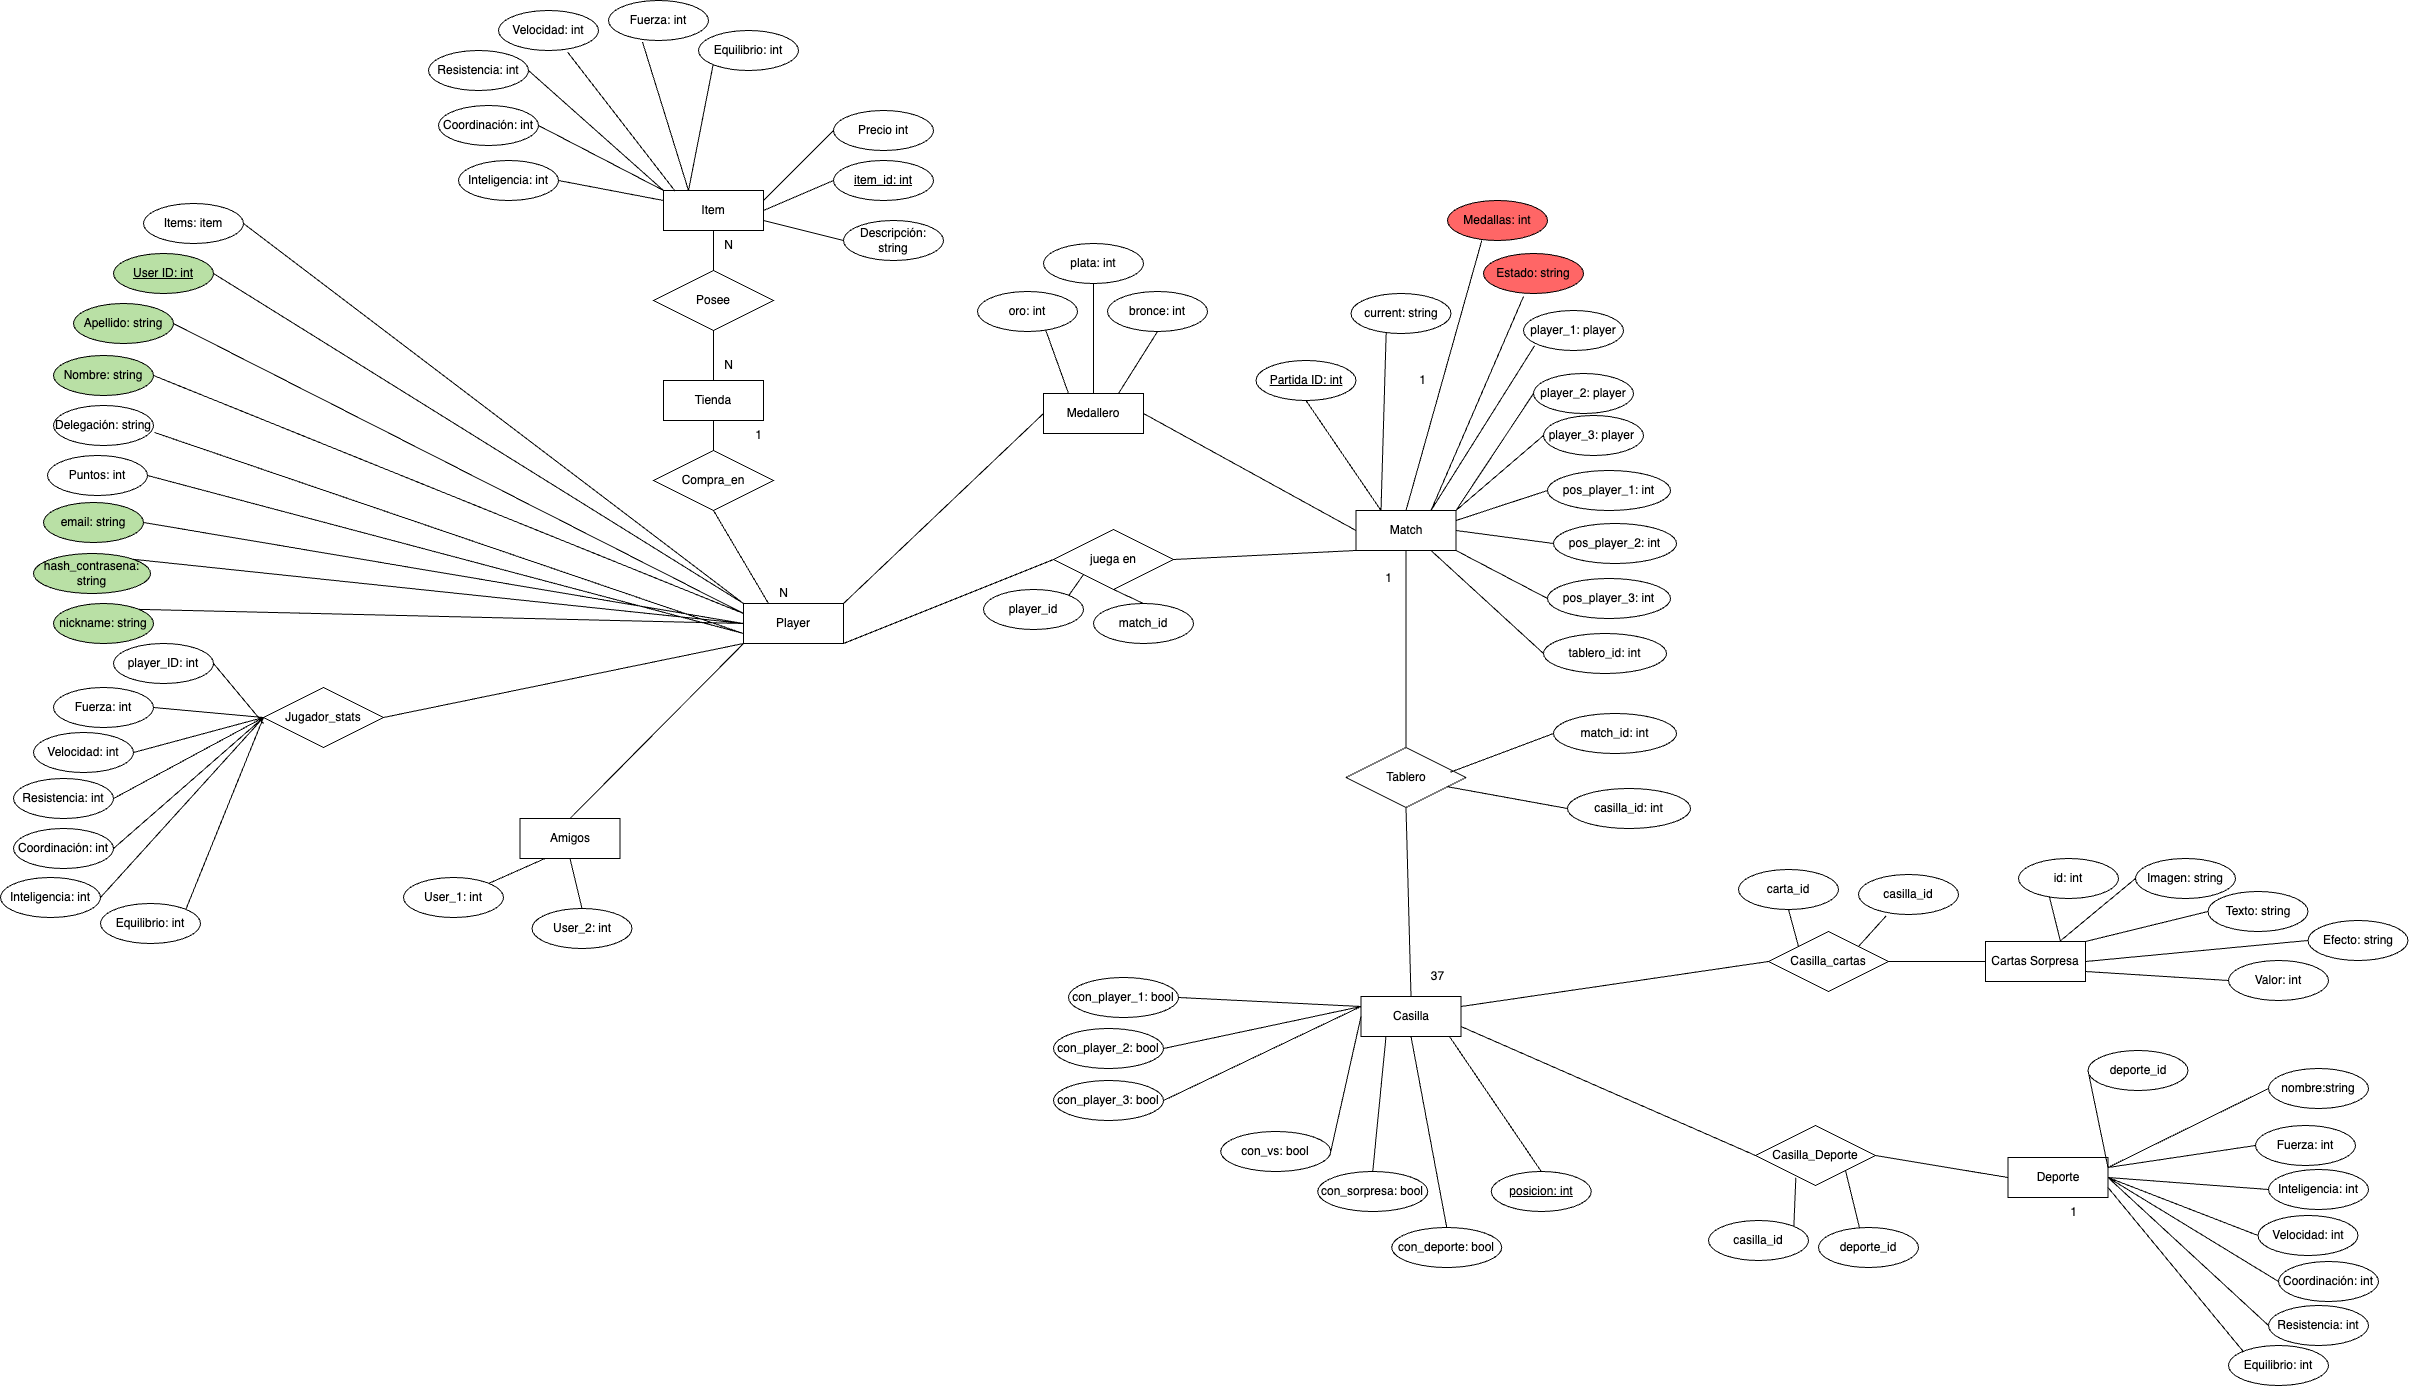 Fuerza: int
Velocidad: int
Equilibrio: int
Resistencia: int
Coordinación: int
Inteligencia: int
Precio int
item_id: int
Descripción:
string
Item
N
Posee
N
Tienda
1
Compra_en
N
Items: item
User ID: int
Apellido: string
Nombre: string
Delegación: string
Puntos: int
email: string
hash_contrasena:
string
nickname: string
Player
player_ID: int
Fuerza: int
Velocidad: int
Resistencia: int
Coordinación: int
Inteligencia: int
Equilibrio: int
Jugador_stats
Amigos
User_1: int
User_2: int
plata: int
oro: int
bronce: int
Medallero
juega en
player_id
match_id
Medallas: int
Estado: string
current: string
Partida ID: int
1
player_1: player
player_2: player
player_3: player
pos_player_1: int
pos_player_2: int
pos_player_3: int
tablero_id: int
Match
1
Tablero
match_id: int
casilla_id: int
37
Casilla
con_player_1: bool
con_player_2: bool
con_player_3: bool
con_vs: bool
con_sorpresa: bool
con_deporte: bool
posicion: int
carta_id
casilla_id
Casilla_cartas
Cartas Sorpresa
id: int
Imagen: string
Texto: string
Efecto: string
Valor: int
Casilla_Deporte
casilla_id
deporte_id
Deporte
1
deporte_id
nombre:string
Fuerza: int
Inteligencia: int
Velocidad: int
Coordinación: int
Resistencia: int
Equilibrio: int